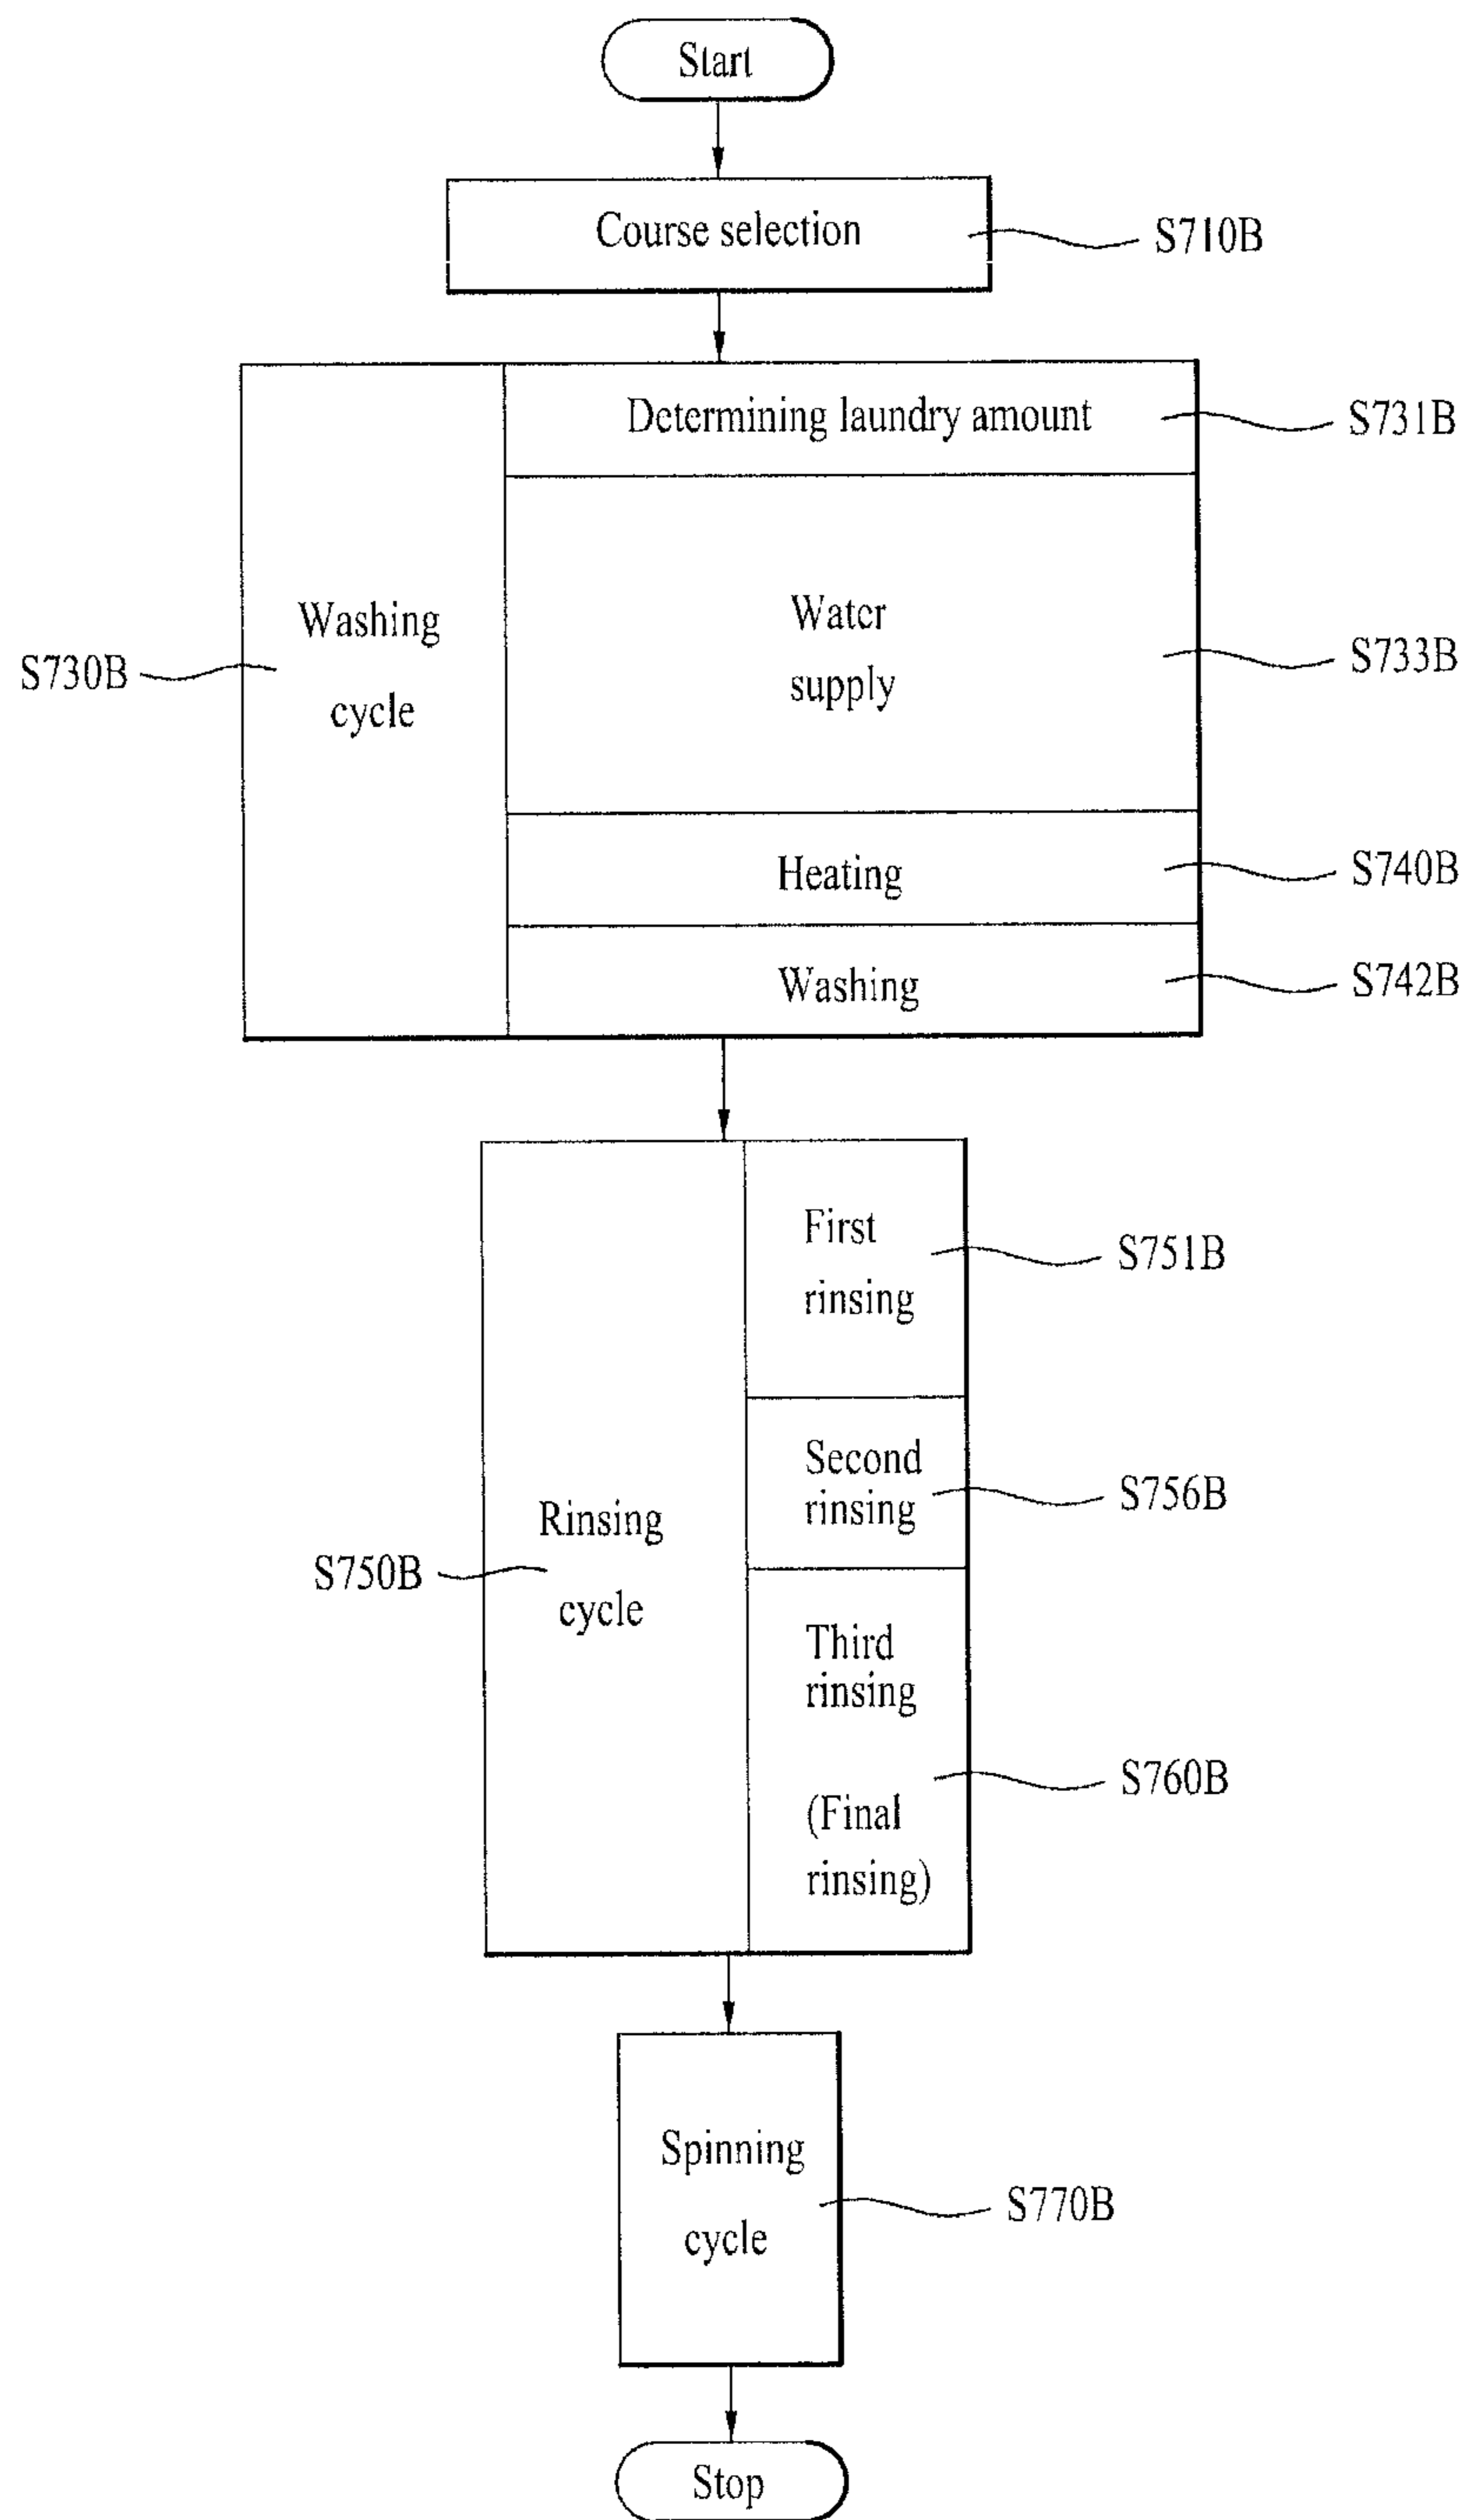 Start
Course selection
S710B
Determining laundry amount
S731B
Washing
cycle
S730B
Water
supply
S733B
Heating
S740B
Washing
S742B
First
rinsing
S751B
Second
rinsing
S756B
Rinsing
cycle
S750B
Third
rinsing
(Final
rinsing)
S760B
Spinning
cycle
S770B
Stop